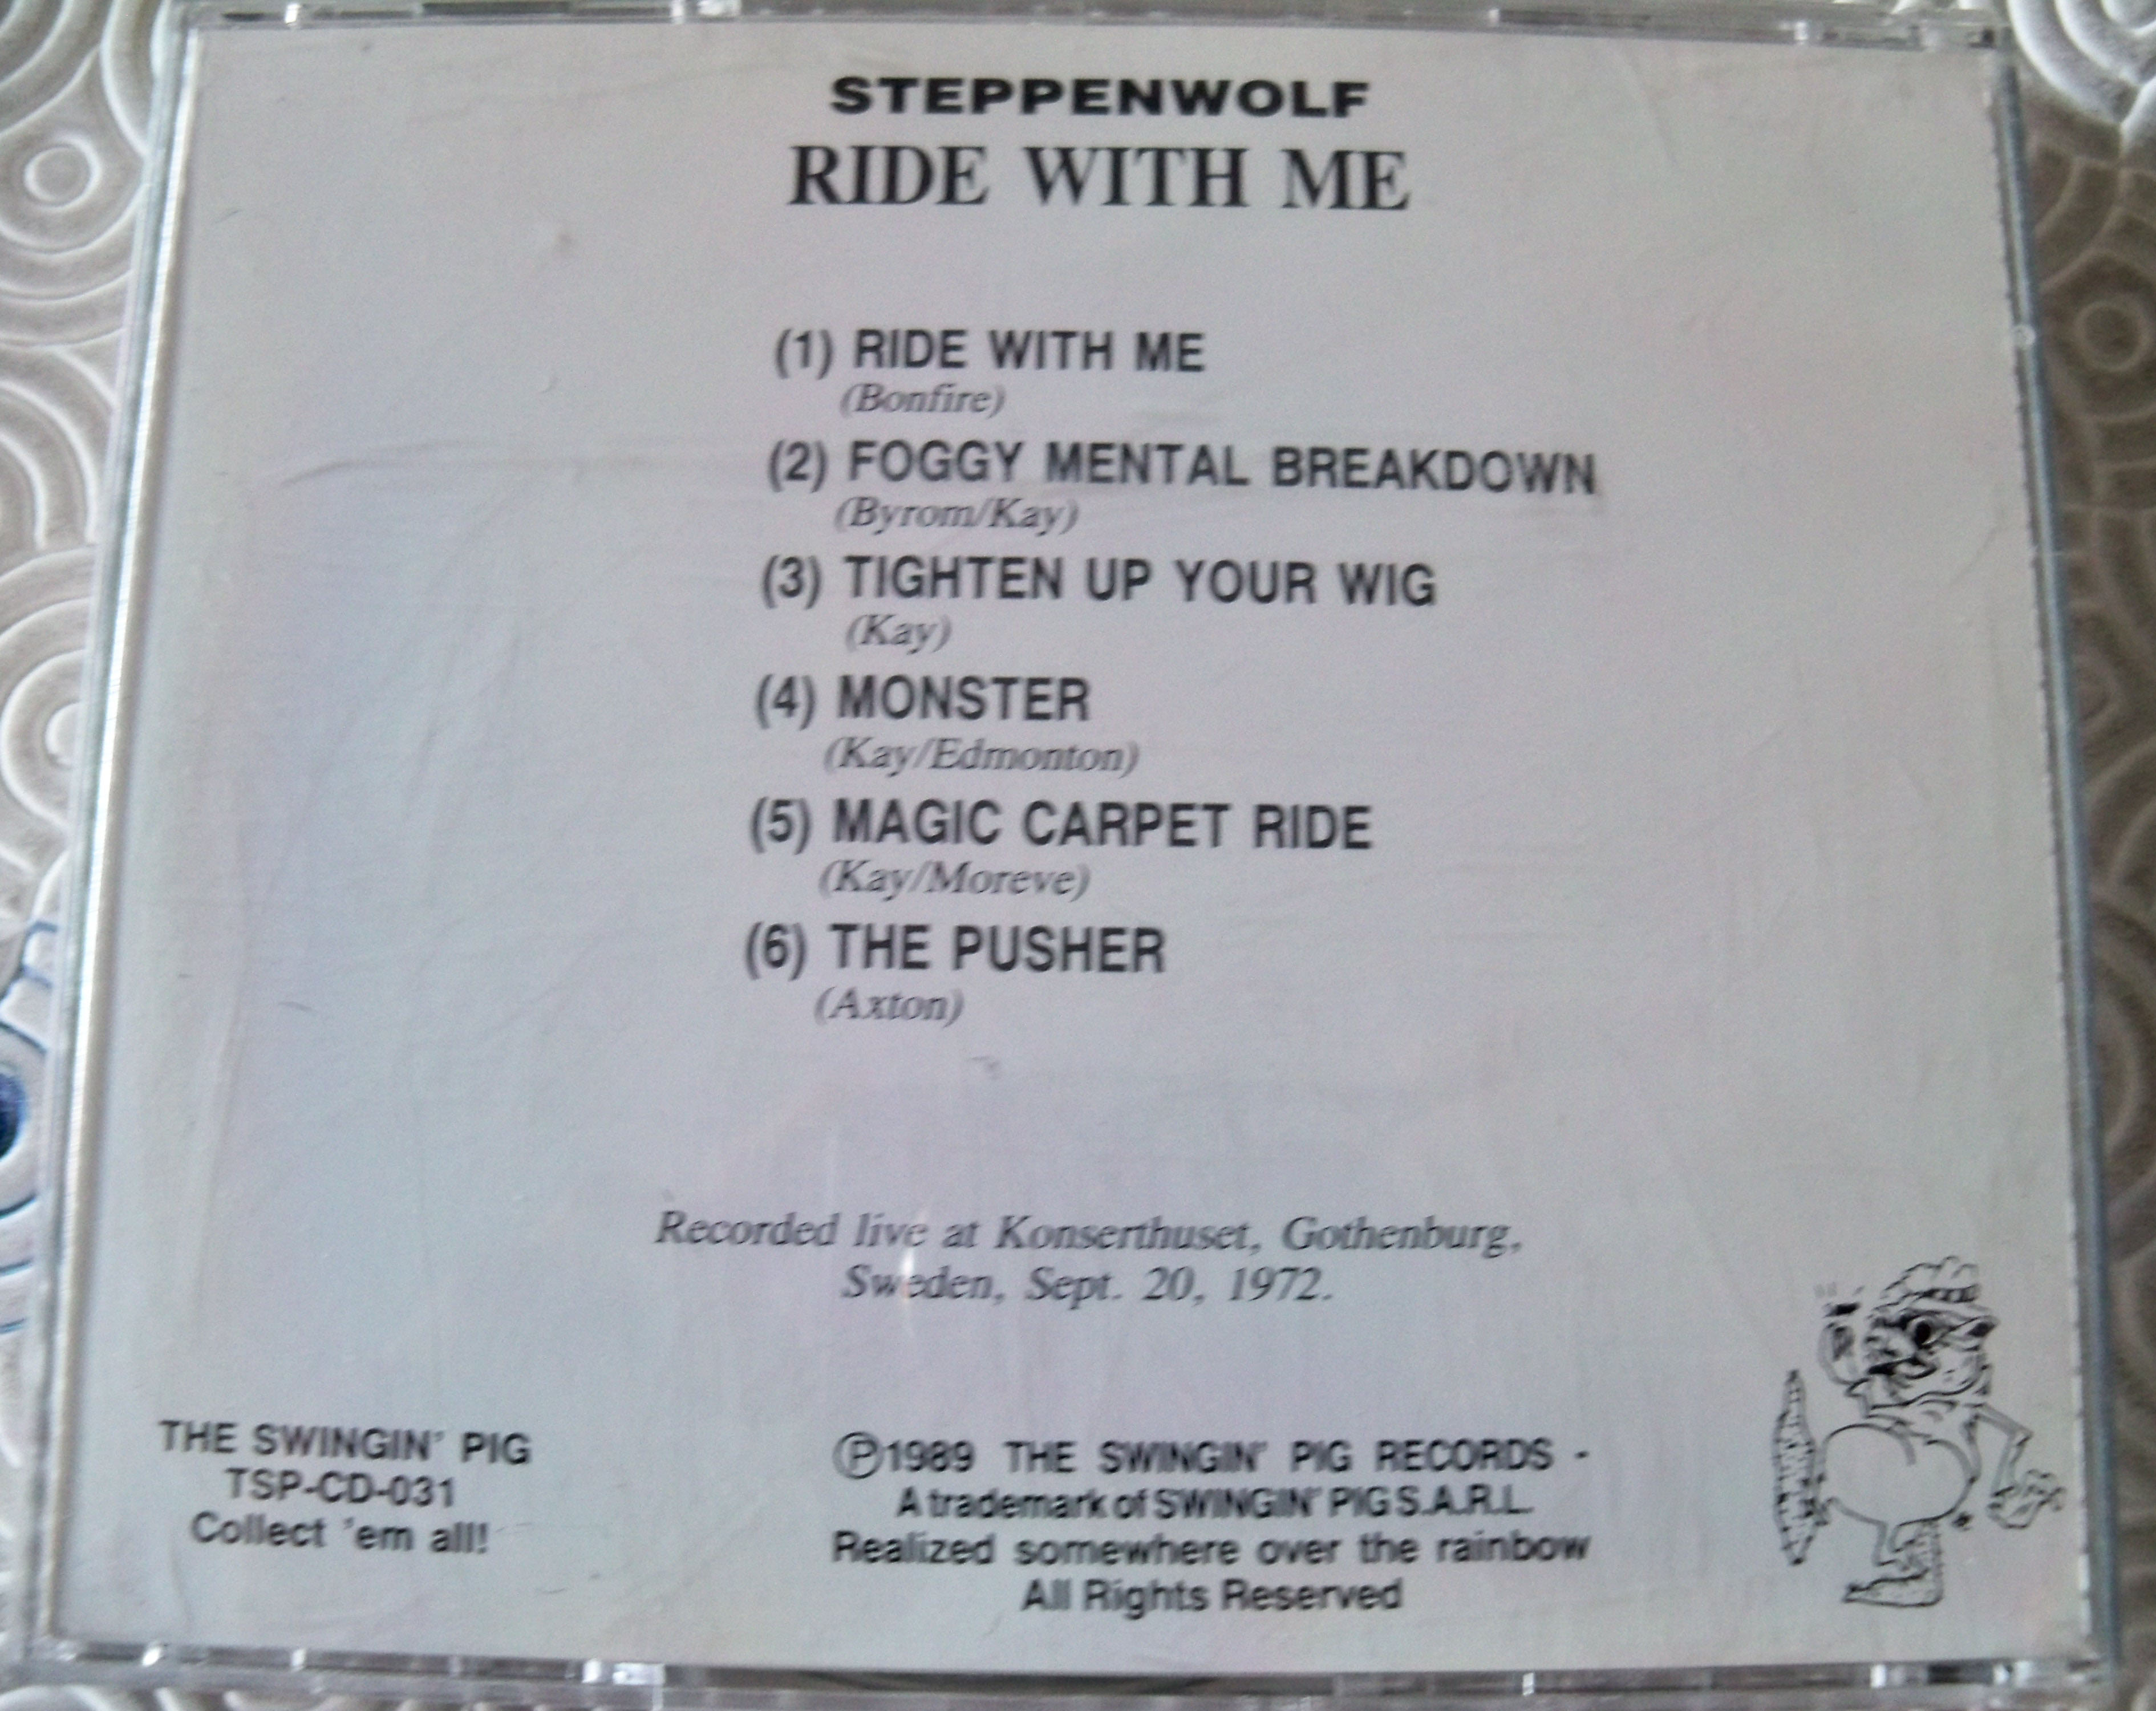 STEPPENWOLF
RIDE WITH ME
(1) RIDE WITH ME
(Bonfire)
(2) FOGGY MENTAL BREAKDOWN
(Byrom/Kay)
(3) TIGHTEN UP YOUR WIG
(Kay)
(4) MONSTER
(Kay/Edmonton)
(5) MAGIC CARPET RIDE
(Kay/Moreve)
(6) THE PUSHER
(Axton)
Recorded live at Konserthuset, Gothenburg,
Sweden, Sept. 20, 1972.
THE SWINGIN' PIG
TSP-CD-031
Collect 'em all!
Ⓟ1989 THE SWINGIN' PIG RECORDS -
A trademark of SWINGIN' PIG S.A.R.L.
Realized somewhere over the rainbow
All Rights Reserved